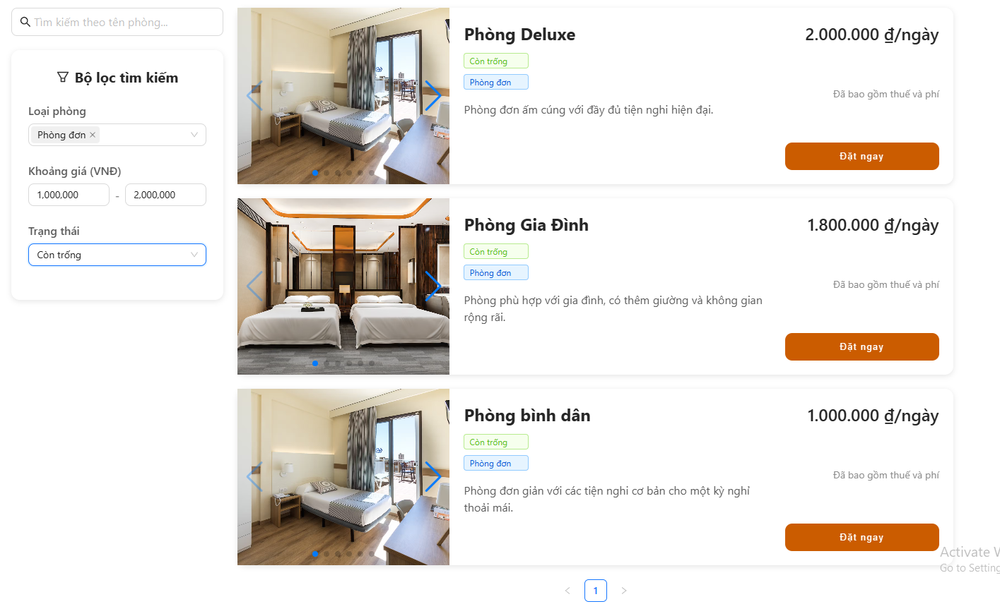 Tìm kiếm theo tên phòng...
Bộ lọc tìm kiếm
Loại phòng
Phòng đơn
Khoảng giá (VNĐ)
1,000,000 - 2,000,000
Trạng thái
Còn trống
Phòng Deluxe
2.000.000 ₫/ngày
Còn trống
Phòng đơn
Đã bao gồm thuế và phí
Phòng đơn ấm cúng với đầy đủ tiện nghi hiện đại.
Đặt ngay
Phòng Gia Đình
1.800.000 ₫/ngày
Còn trống
Phòng đơn
Đã bao gồm thuế và phí
Phòng phù hợp với gia đình, có thêm giường và không gian
rộng rãi.
Đặt ngay
Phòng bình dân
1.000.000 ₫/ngày
Còn trống
Phòng đơn
Đã bao gồm thuế và phí
Phòng đơn giản với các tiện nghi cơ bản cho một kỳ nghỉ
thoải mái.
Đặt ngay
Activate W
Go to Setting
1